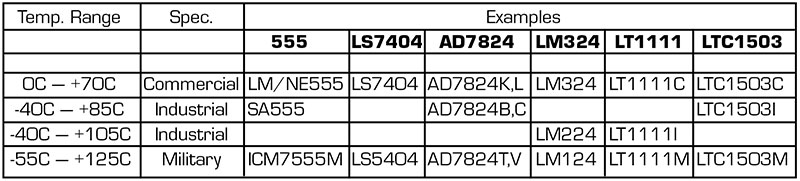 Temp. Range Spec. Examples
555 LS7404 AD7824 LM324 LT1111 LTC1503
0C – +70C Commercial LM/NE555 LS7404 AD7824K,L LM324 LT1111C LTC1503C
-40C – +85C Industrial SA555 AD7824B,C LTC1503I
-40C – +105C Industrial LM224 LT1111I
-55C – +125C Military ICM7555M LS5404 AD7824T,V LM124 LT1111M LTC1503M